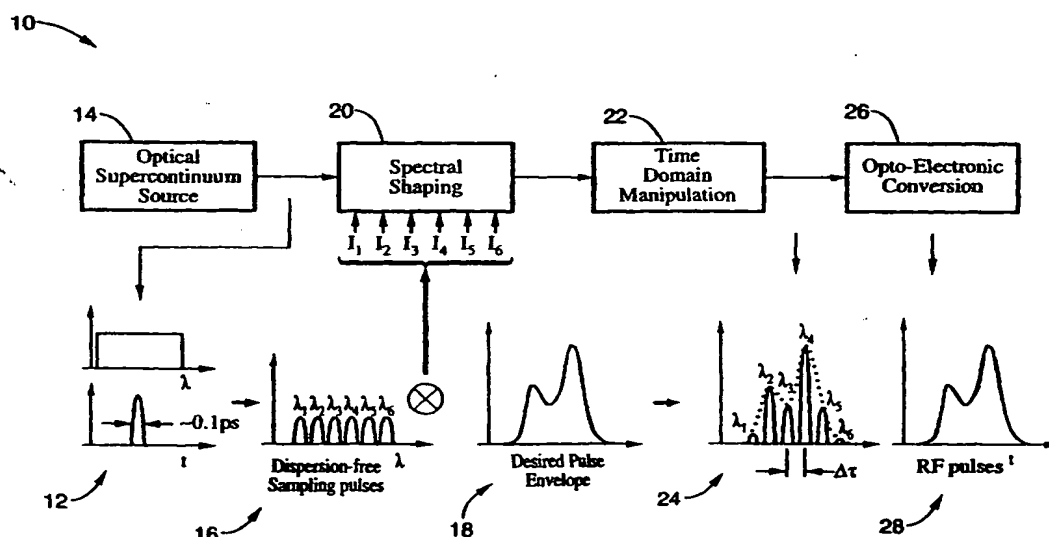 10
14
20
22
26
Optical
Supercontinuum
Source
Spectral
Shaping
Time
Domain
Manipulation
Opto-Electronic
Conversion
I₁ I₂ I₃ I₄ I₅ I₆
λ
~0.1ps
t
12
λ₁ λ₂ λ₃ λ₄ λ₅ λ₆
λ
Dispersion-free
Sampling pulses
16
Desired Pulse
Envelope
18
λ₁ λ₂ λ₃ λ₄ λ₅ λ₆
Δτ
24
RF pulses t
28